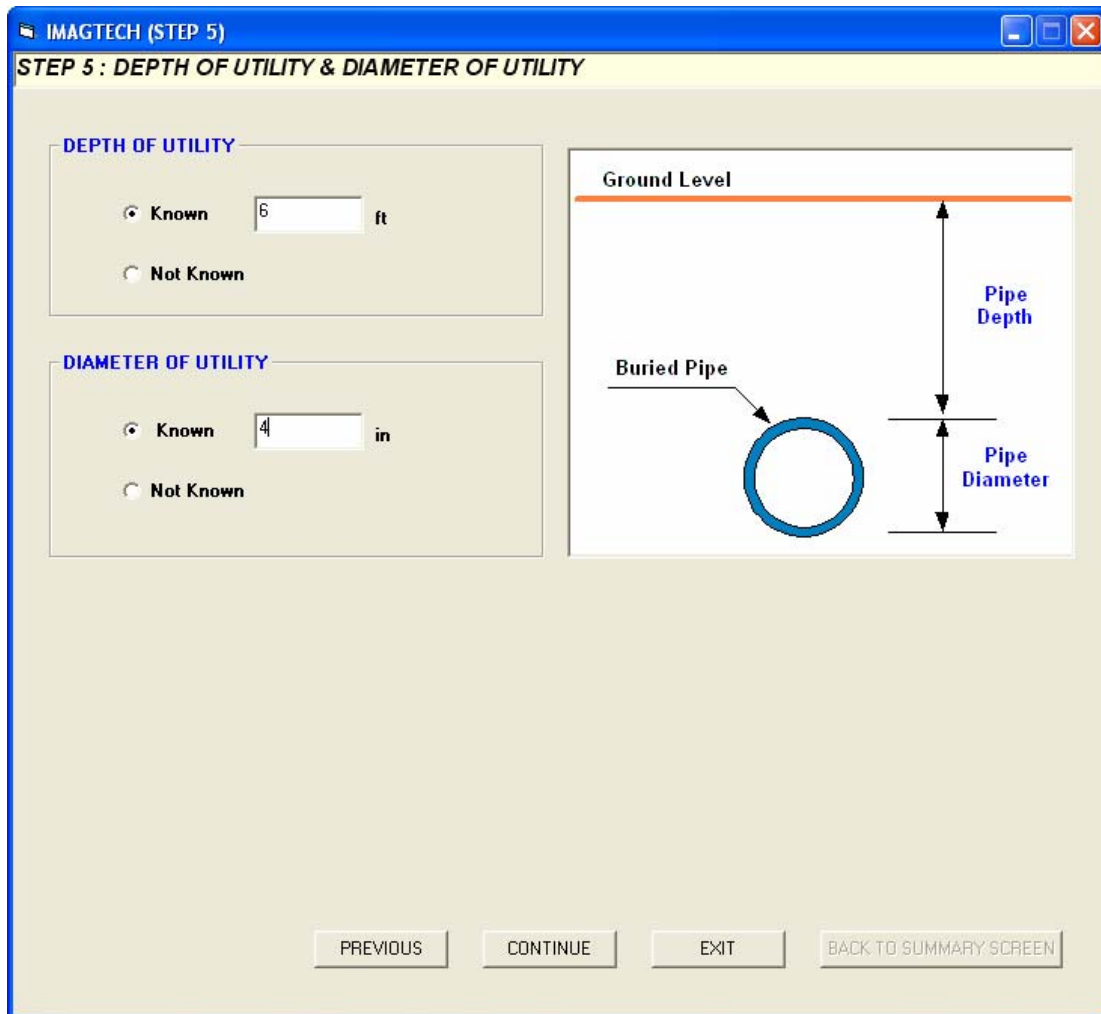 IMAGTECH (STEP 5)
STEP 5 : DEPTH OF UTILITY & DIAMETER OF UTILITY
DEPTH OF UTILITY
Known 6 ft
Not Known
DIAMETER OF UTILITY
Known 4 in
Not Known
Ground Level
Pipe
Depth
Buried Pipe
Pipe
Diameter
PREVIOUS CONTINUE EXIT BACK TO SUMMARY SCREEN